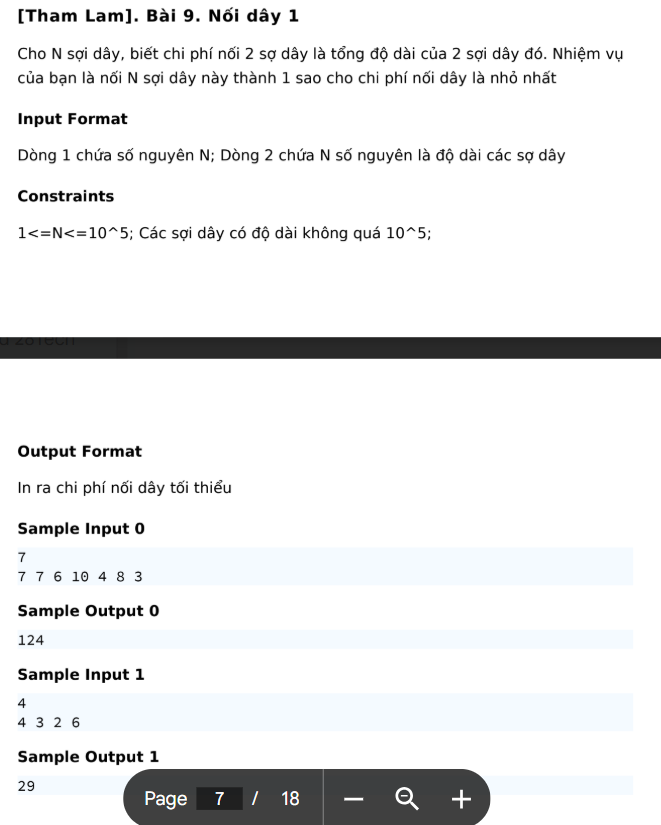 [Tham Lam]. Bài 9. Nối dây 1
Cho N sợi dây, biết chi phí nối 2 sợ dây là tổng độ dài của 2 sợi dây đó. Nhiệm vụ
của bạn là nối N sợi dây này thành 1 sao cho chi phí nối dây là nhỏ nhất
Input Format
Dòng 1 chứa số nguyên N; Dòng 2 chứa N số nguyên là độ dài các sợ dây
Constraints
1<=N<=10^5; Các sợi dây có độ dài không quá 10^5;
Output Format
In ra chi phí nối dây tối thiểu
Sample Input 0
7
7 7 6 10 4 8 3
Sample Output 0
124
Sample Input 1
4
4 3 2 6
Sample Output 1
29
Page 7 / 18